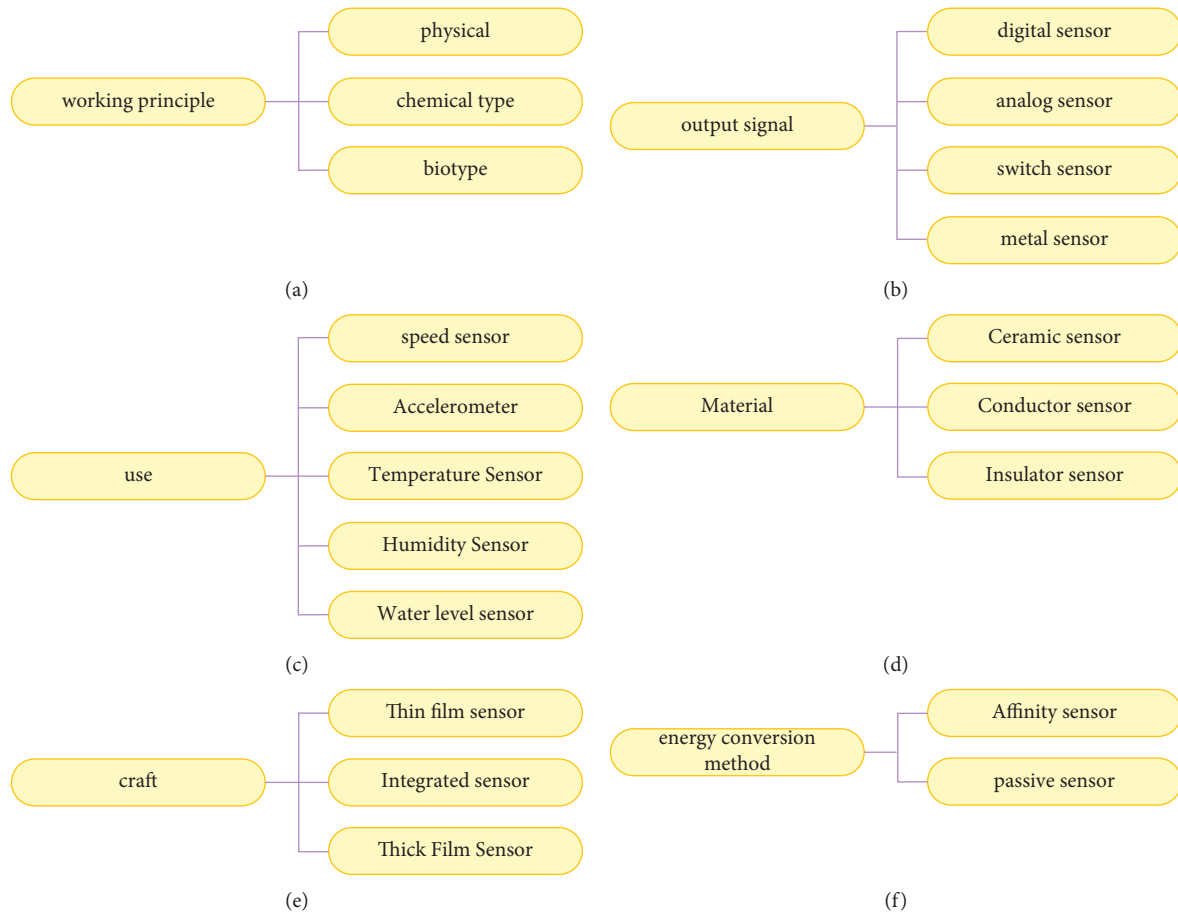 working principle
physical
chemical type
biotype
(a)
output signal
digital sensor
analog sensor
switch sensor
metal sensor
(b)
use
speed sensor
Accelerometer
Temperature Sensor
Humidity Sensor
Water level sensor
(c)
Material
Ceramic sensor
Conductor sensor
Insulator sensor
(d)
craft
Thin film sensor
Integrated sensor
Thick Film Sensor
(e)
energy conversion
method
Affinity sensor
passive sensor
(f)